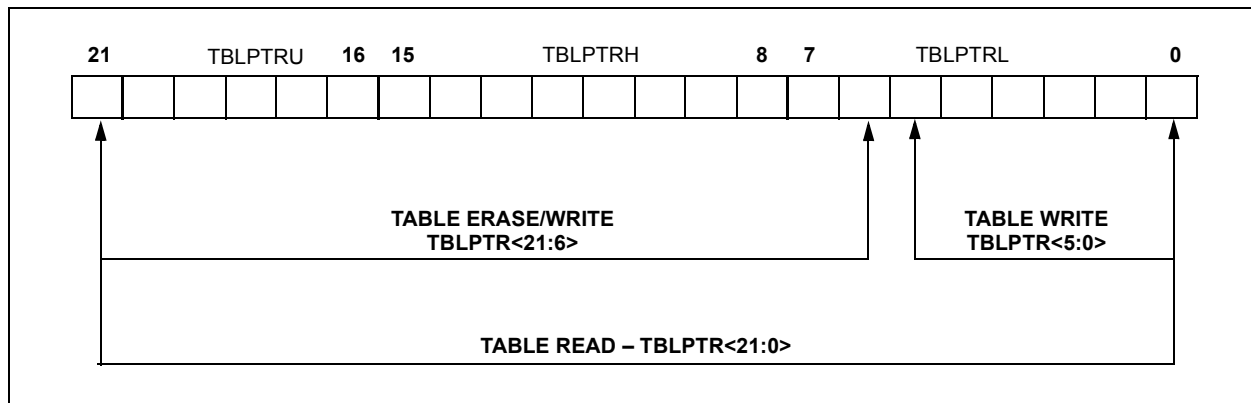 21 TBLPTRU 16 15 TBLPTRH 8 7 TBLPTRL 0
TABLE ERASE/WRITE
TBLPTR<21:6>
TABLE WRITE
TBLPTR<5:0>
TABLE READ – TBLPTR<21:0>